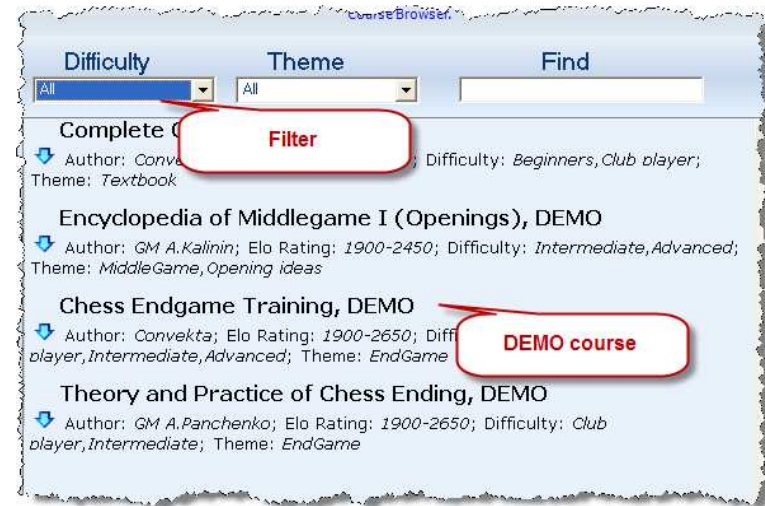 Course Browser.
Difficulty Theme Find
All All
Filter
Complete
Author: Conve ; Difficulty: Beginners,Club player;
Theme: Textbook
Encyclopedia of Middlegame I (Openings), DEMO
Author: GM A.Kalinin; Elo Rating: 1900-2450; Difficulty: Intermediate,Advanced;
Theme: MiddleGame,Opening ideas
Chess Endgame Training, DEMO
DEMO course
Author: Convekta; Elo Rating: 1900-2650; Diff
player,Intermediate,Advanced; Theme: EndGame
Theory and Practice of Chess Ending, DEMO
Author: GM A.Panchenko; Elo Rating: 1900-2650; Difficulty: Club
player,Intermediate; Theme: EndGame